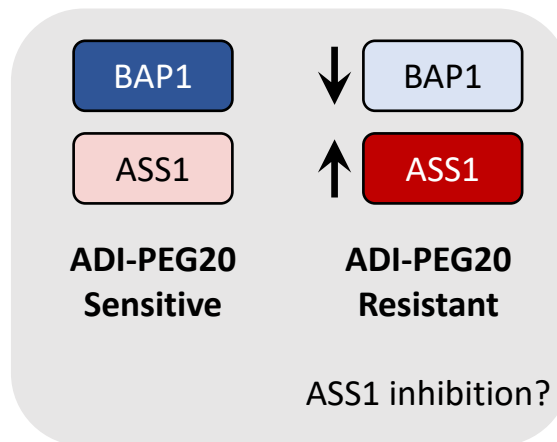 BAP1
BAP1
ASS1
ASS1
ADI-PEG20
Sensitive
ADI-PEG20
Resistant
ASS1 inhibition?